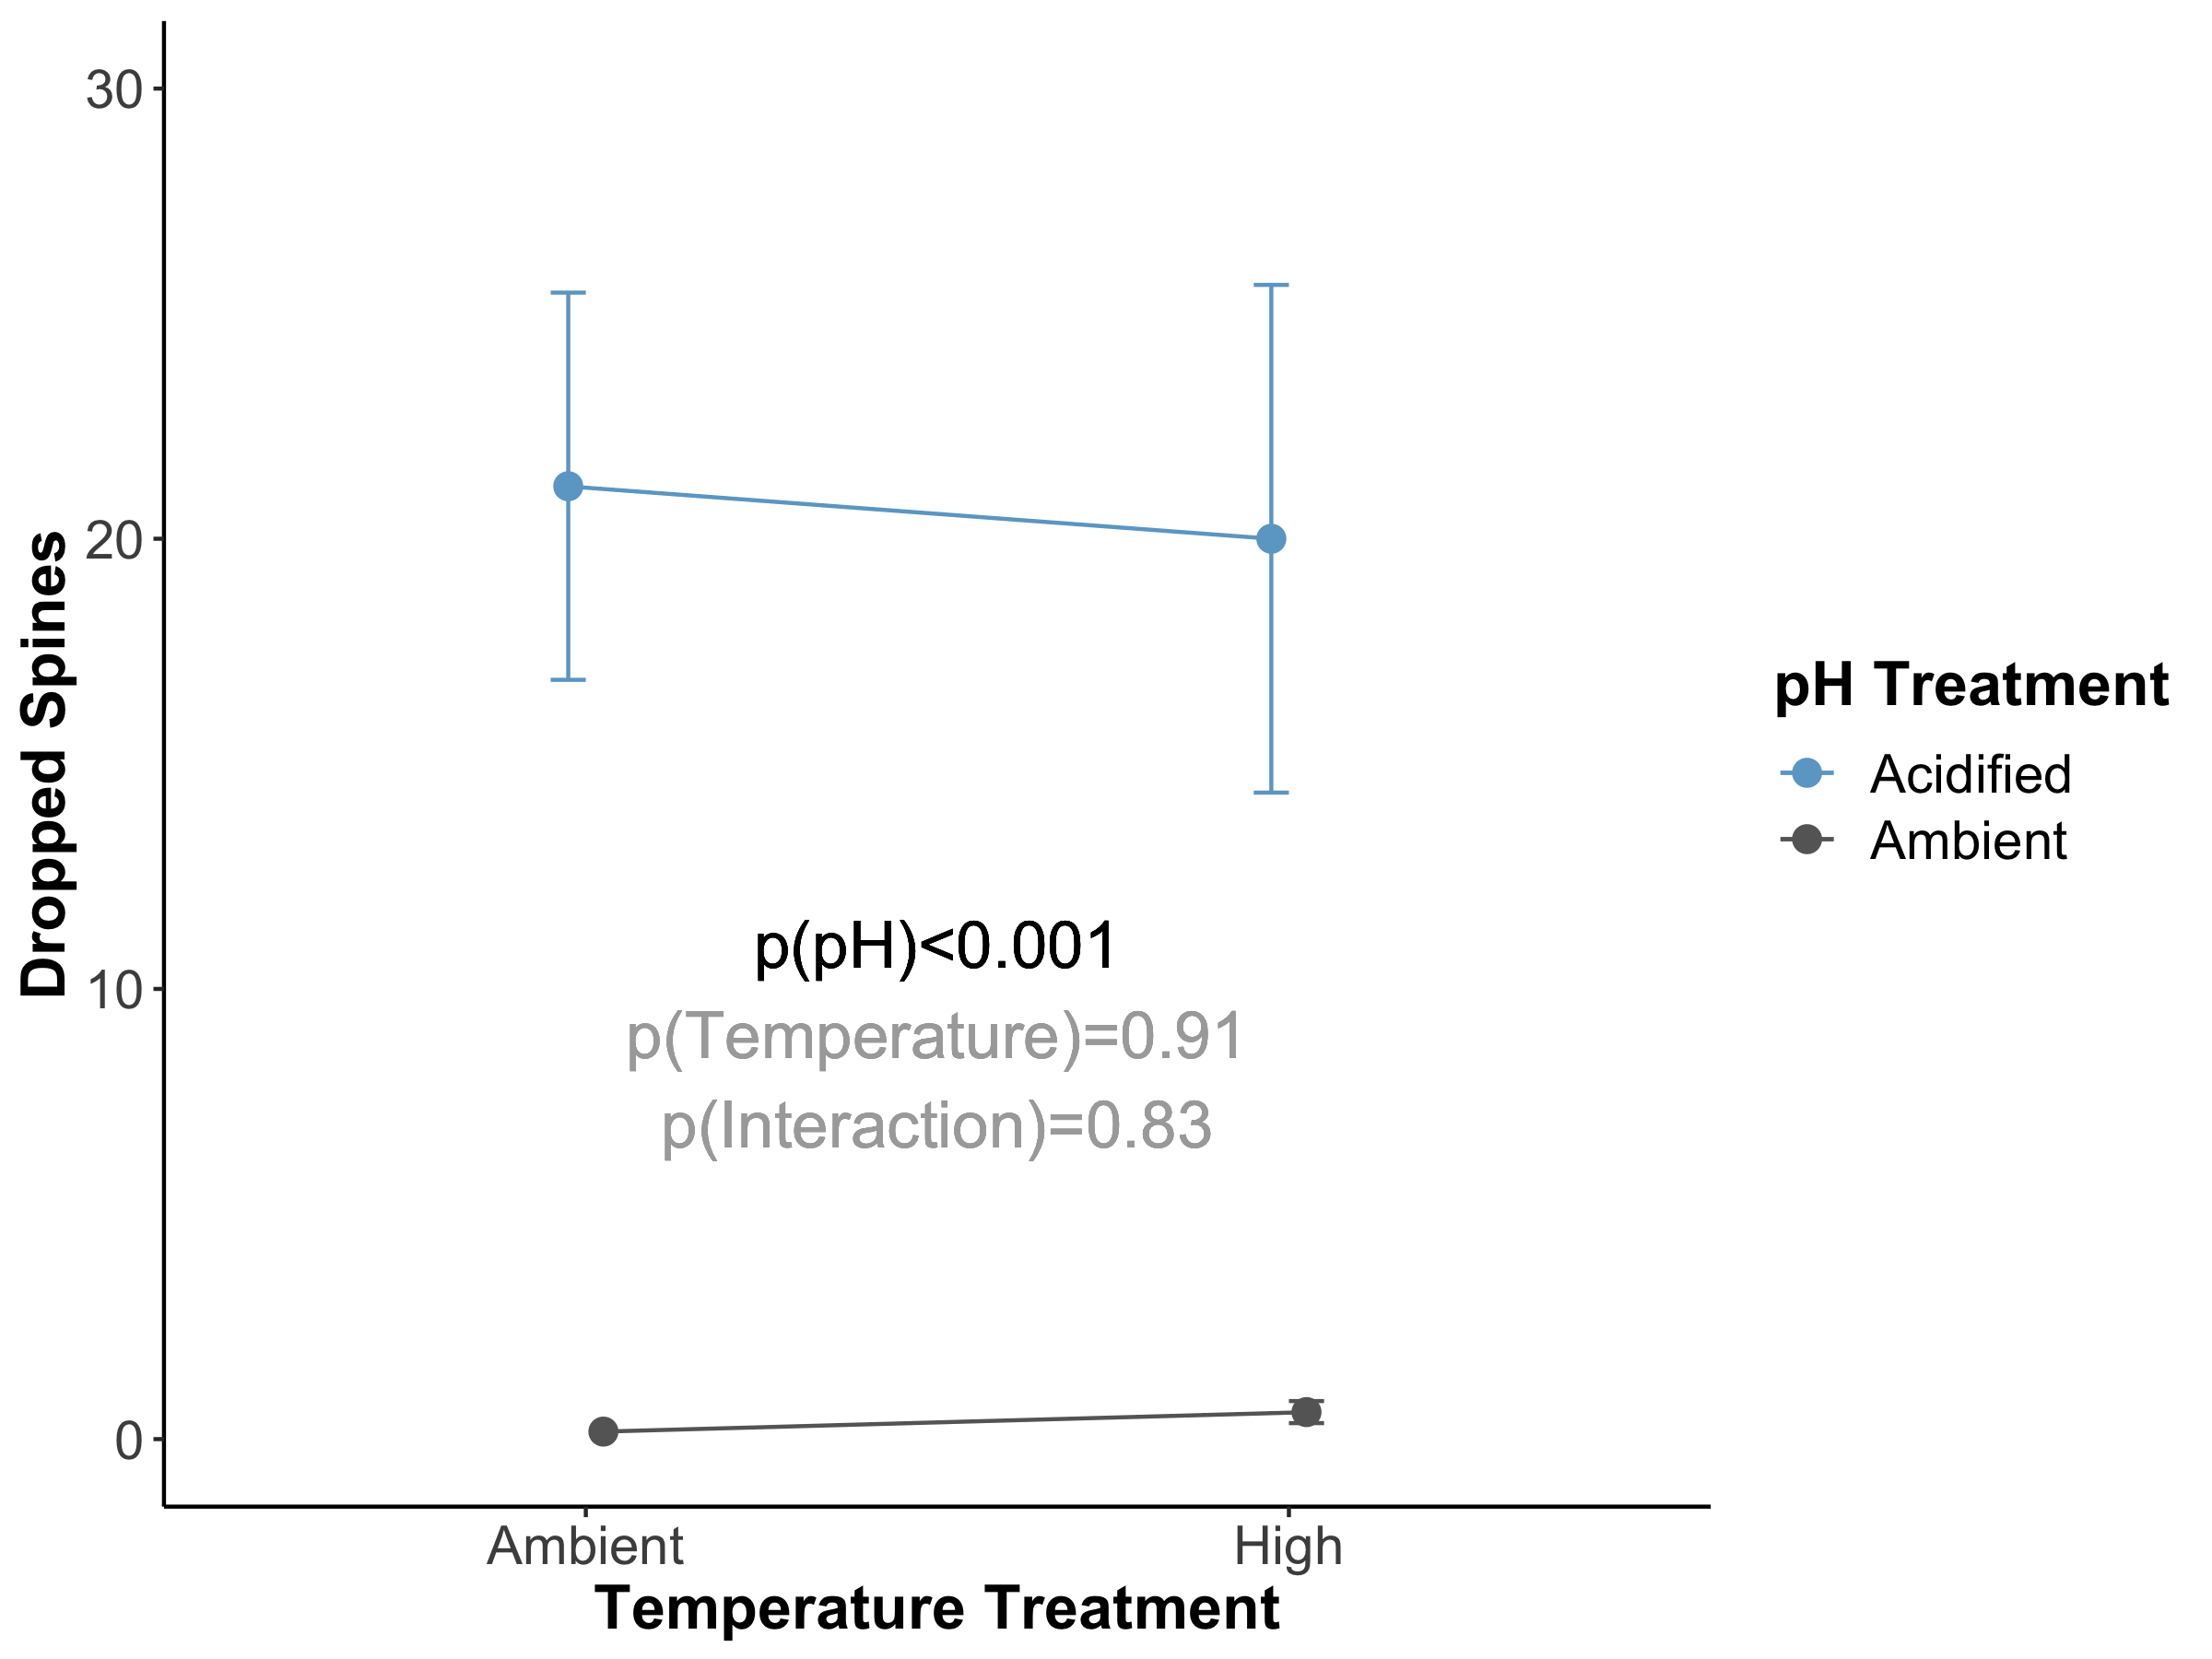 30
20
10
0
Dropped Spines
p(pH)<0.001
p(Temperature)=0.91
p(Interaction)=0.83
Ambient
High
Temperature Treatment
pH Treatment
Acidified
Ambient